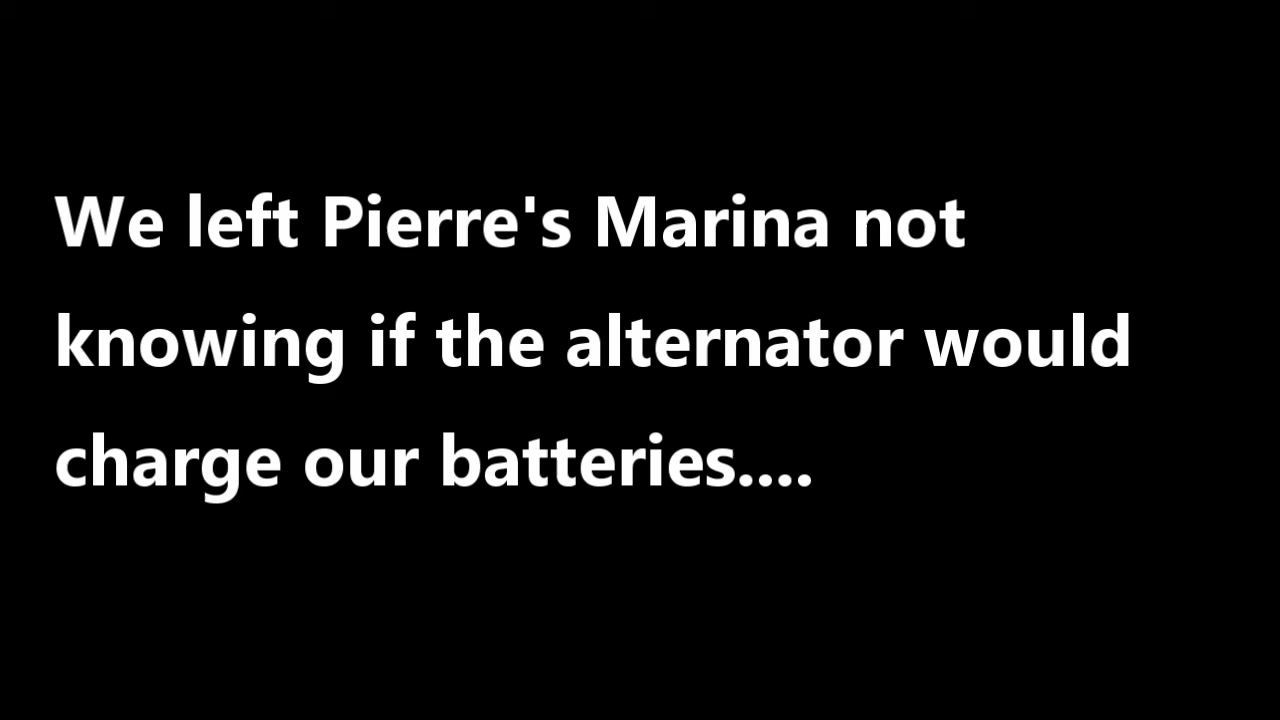 We left Pierre's Marina not
knowing if the alternator would
charge our batteries....